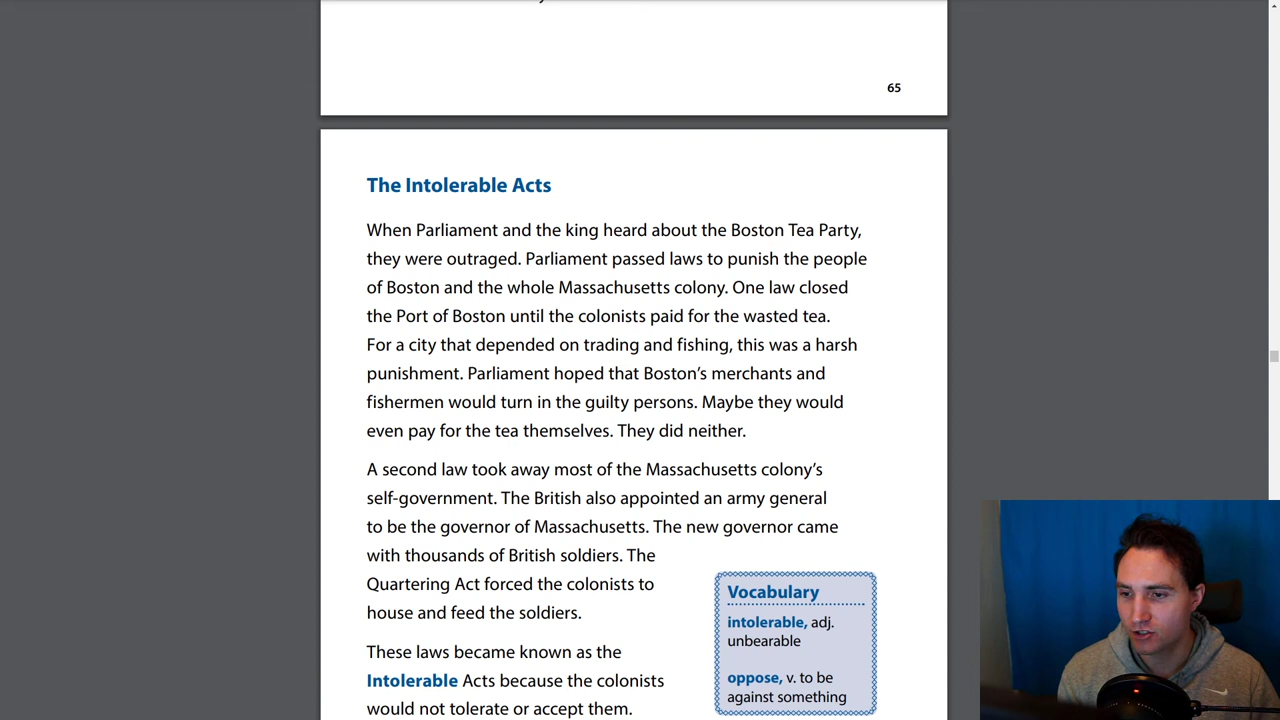 65
The Intolerable Acts
When Parliament and the king heard about the Boston Tea Party,
they were outraged. Parliament passed laws to punish the people
of Boston and the whole Massachusetts colony. One law closed
the Port of Boston until the colonists paid for the wasted tea.
For a city that depended on trading and fishing, this was a harsh
punishment. Parliament hoped that Boston’s merchants and
fishermen would turn in the guilty persons. Maybe they would
even pay for the tea themselves. They did neither.
A second law took away most of the Massachusetts colony’s
self-government. The British also appointed an army general
to be the governor of Massachusetts. The new governor came
with thousands of British soldiers. The
Quartering Act forced the colonists to
house and feed the soldiers.
These laws became known as the
Intolerable Acts because the colonists
would not tolerate or accept them.
Vocabulary
intolerable, adj.
unbearable
oppose, v. to be
against something